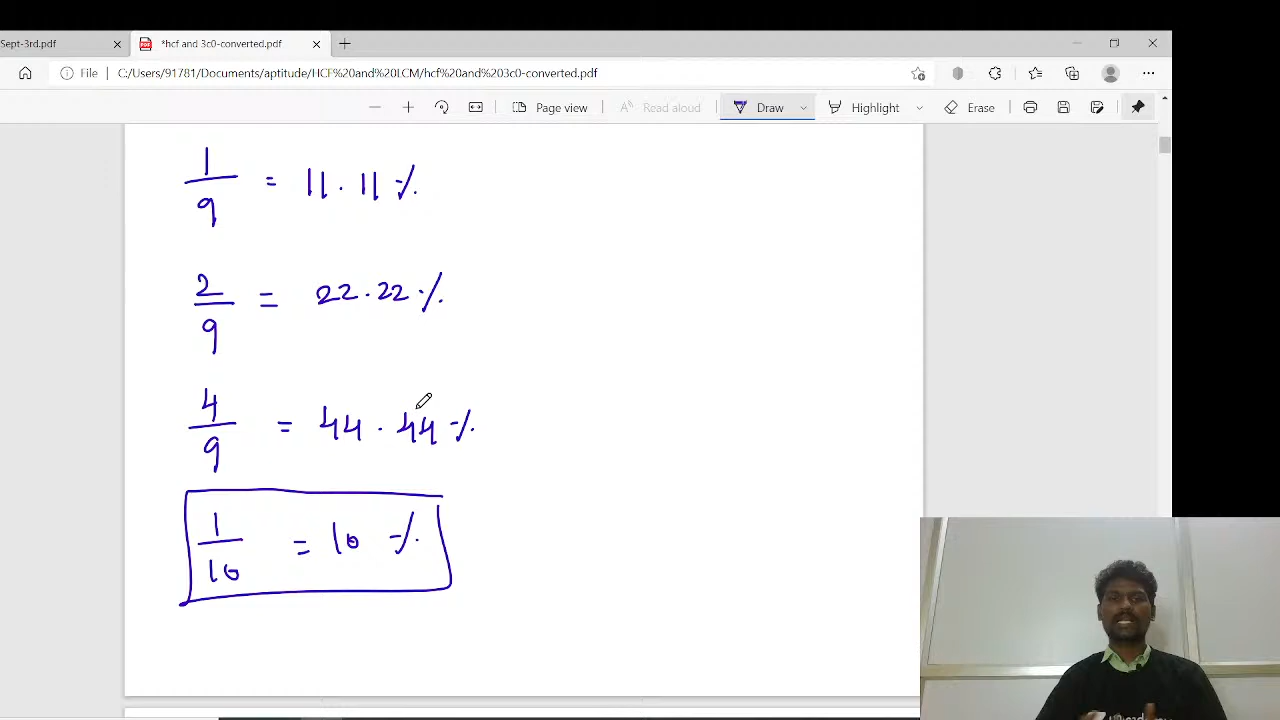 Sept-3rd.pdf
*hcf and 3c0-converted.pdf
File
C:/Users/91781/Documents/aptitude/HCF%20and%20LCM/hcf%20and%203c0-converted.pdf
Page view
Read aloud
Draw
Highlight
Erase
1/9 = 11.11%
2/9 = 22.22%
4/9 = 44.44%
1/10 = 10%